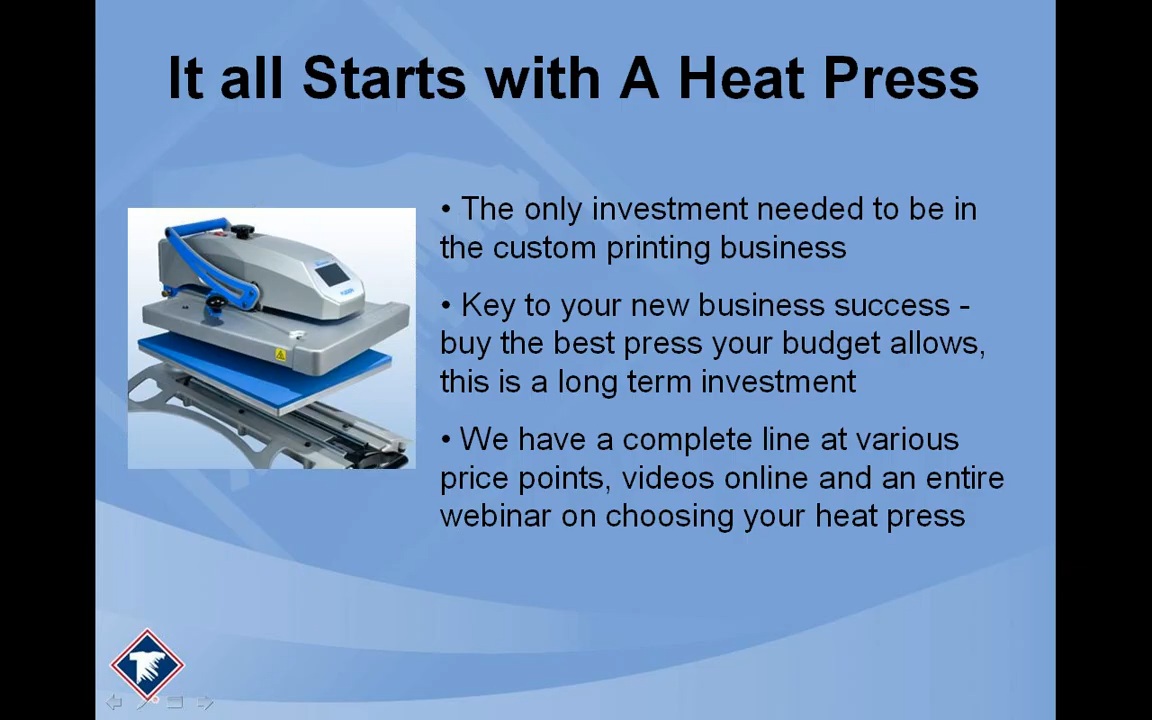 It all Starts with A Heat Press
• The only investment needed to be in
the custom printing business
• Key to your new business success -
buy the best press your budget allows,
this is a long term investment
• We have a complete line at various
price points, videos online and an entire
webinar on choosing your heat press